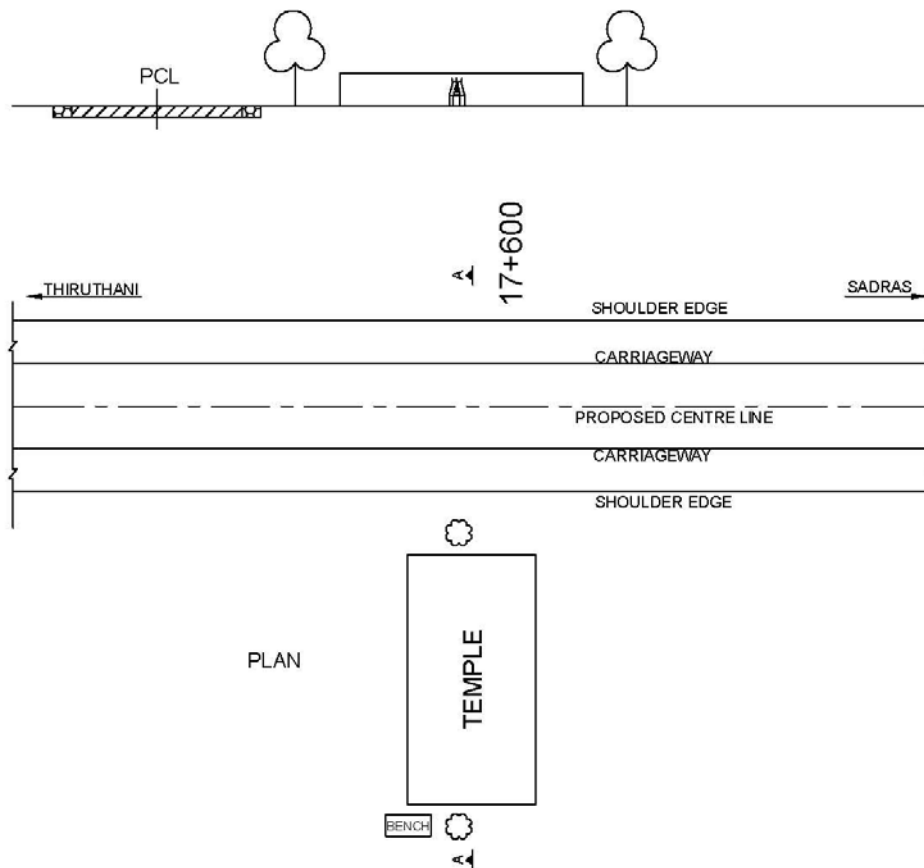 PCL
17+600
A
THIRUTHANI
SADRAS
SHOULDER EDGE
CARRIAGEWAY
PROPOSED CENTRE LINE
CARRIAGEWAY
SHOULDER EDGE
TEMPLE
PLAN
BENCH
A